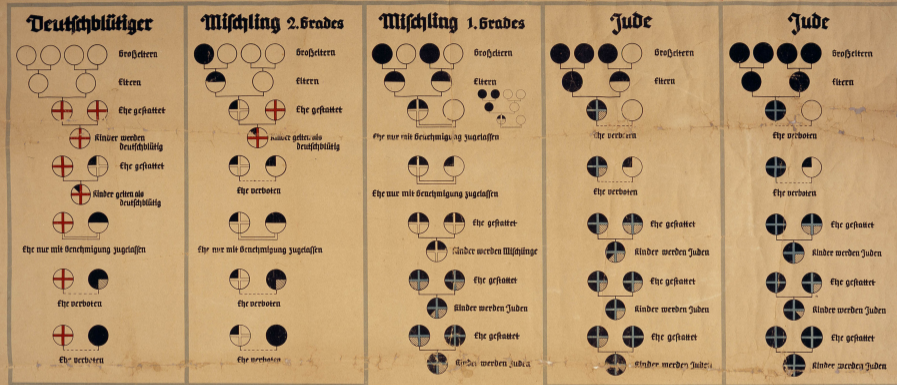 Deutschblütiger
Großeltern
Eltern
Ehe gestattet
Kinder werden
deutschblütig
Ehe gestattet
Kinder gelten als
deutschblütig
Ehe nur mit Genehmigung zugelassen
Ehe verboten
Ehe verboten
Mischling 2. Grades
Großeltern
Eltern
Ehe gestattet
Kinder gelten als
deutschblütig
Ehe verboten
Ehe nur mit Genehmigung zugelassen
Ehe verboten
Ehe verboten
Mischling 1. Grades
Großeltern
Eltern
Ehe nur mit Genehmigung zugelassen
Ehe nur mit Genehmigung zugelassen
Ehe gestattet
Kinder werden Mischlinge
Ehe gestattet
Kinder werden Juden
Ehe gestattet
Kinder werden Juden
Jude
Großeltern
Eltern
Ehe verboten
Ehe verboten
Ehe gestattet
Kinder werden Juden
Ehe gestattet
Kinder werden Juden
Ehe gestattet
Kinder werden Juden
Jude
Großeltern
Eltern
Ehe verboten
Ehe verboten
Ehe gestattet
Kinder werden Juden
Ehe gestattet
Kinder werden Juden
Ehe gestattet
Kinder werden Juden